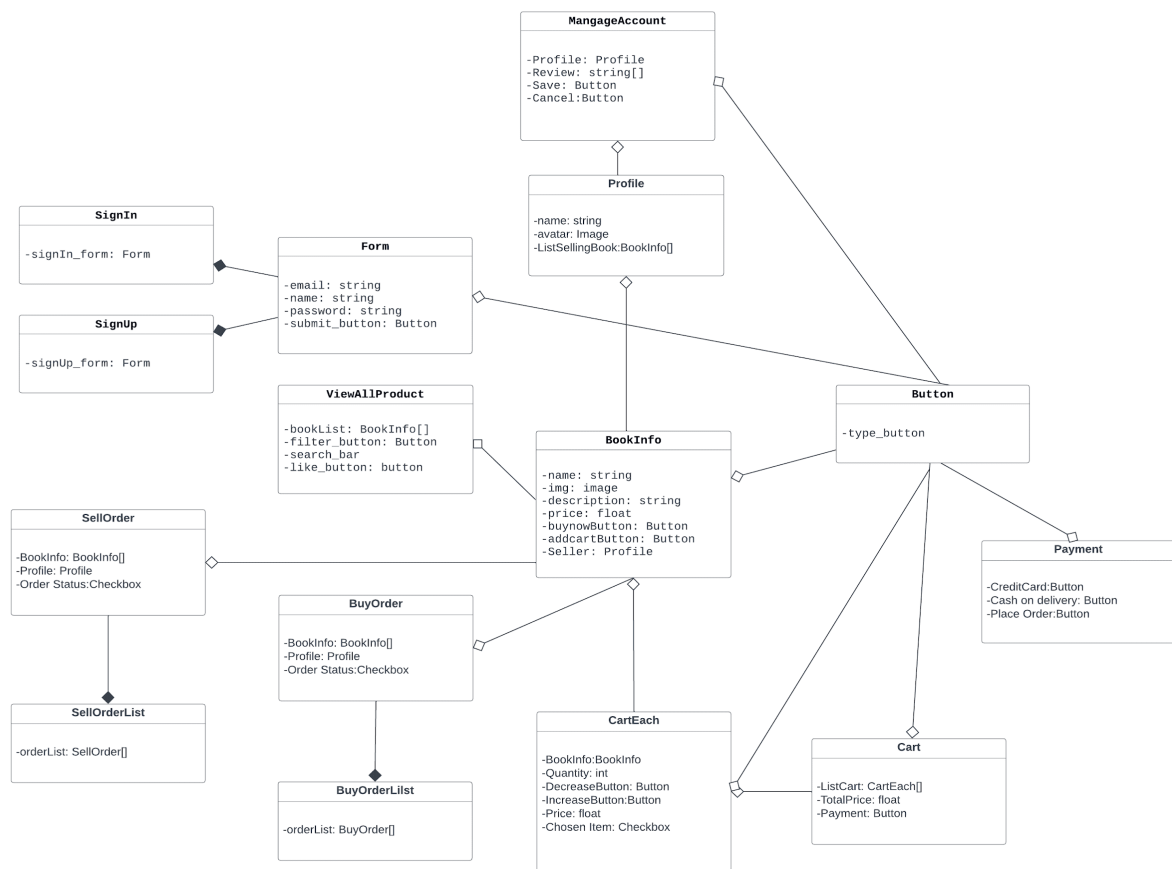 MangageAccount
-Profile: Profile
-Review: string[]
-Save: Button
-Cancel:Button
Profile
-name: string
-avatar: Image
-ListSellingBook:BookInfo[]
SignIn
-signIn_form: Form
Form
-email: string
-name: string
-password: string
-submit_button: Button
SignUp
-signUp_form: Form
ViewAllProduct
-bookList: BookInfo[]
-filter_button: Button
-search_bar
-like_button: button
Button
-type_button
BookInfo
-name: string
-img: image
-description: string
-price: float
-buynowButton: Button
-addcartButton: Button
-Seller: Profile
SellOrder
-BookInfo: BookInfo[]
-Profile: Profile
-Order Status:Checkbox
Payment
-CreditCard:Button
-Cash on delivery: Button
-Place Order:Button
BuyOrder
-BookInfo: BookInfo[]
-Profile: Profile
-Order Status:Checkbox
SellOrderList
-orderList: SellOrder[]
CartEach
-BookInfo:BookInfo
-Quantity: int
-DecreaseButton: Button
-IncreaseButton:Button
-Price: float
-Chosen Item: Checkbox
Cart
-ListCart: CartEach[]
-TotalPrice: float
-Payment: Button
BuyOrderLilst
-orderList: BuyOrder[]